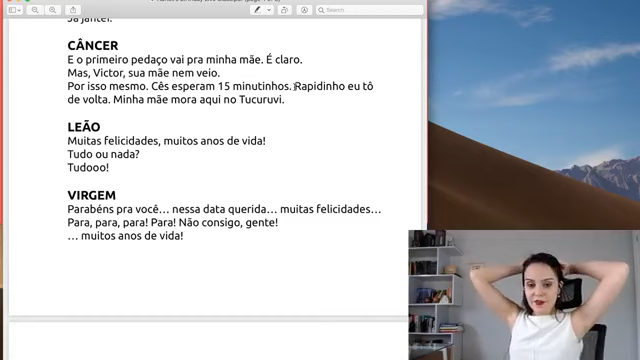 Já jantei.
CÂNCER
E o primeiro pedaço vai pra minha mãe. É claro.
Mas, Victor, sua mãe nem veio.
Por isso mesmo. Cês esperam 15 minutinhos. Rapidinho eu tô
de volta. Minha mãe mora aqui no Tucuruvi.
LEÃO
Muitas felicidades, muitos anos de vida!
Tudo ou nada?
Tudooo!
VIRGEM
Parabéns pra você… nessa data querida… muitas felicidades…
Para, para, para! Para! Não consigo, gente!
… muitos anos de vida!